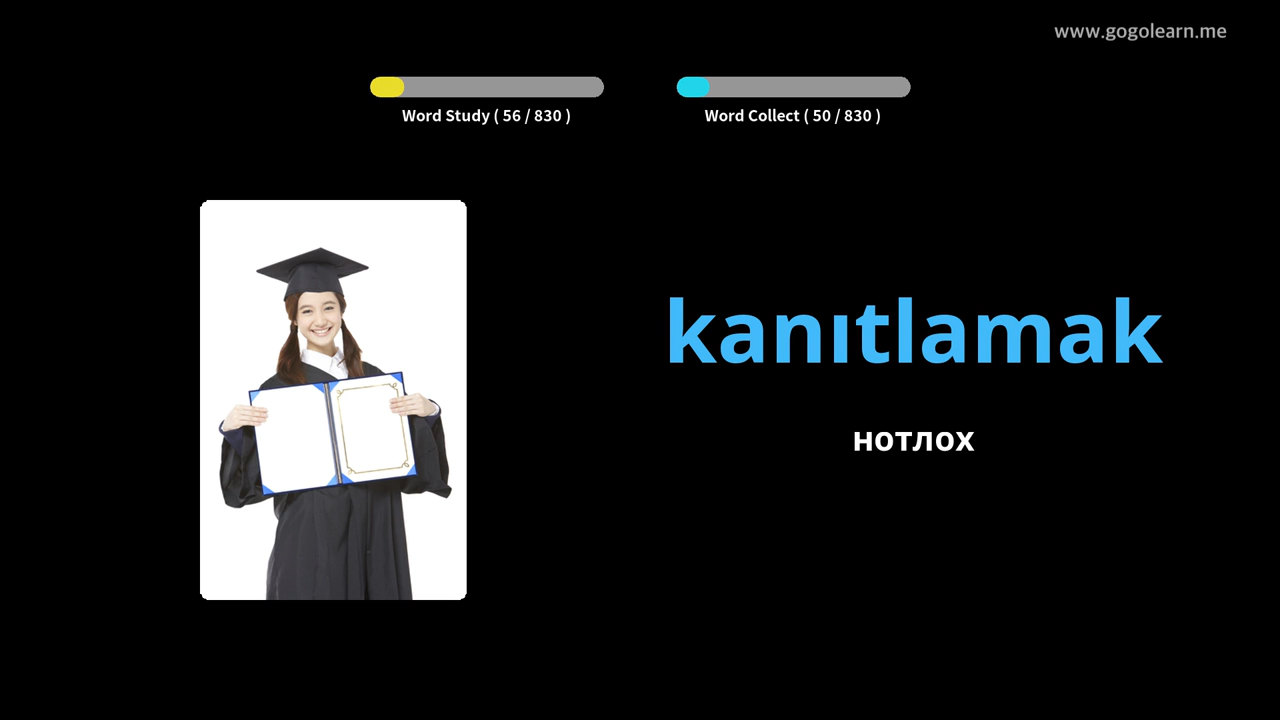 www.gogolearn.me
Word Study ( 56 / 830 )
Word Collect ( 50 / 830 )
kanıtlamak
нотлох